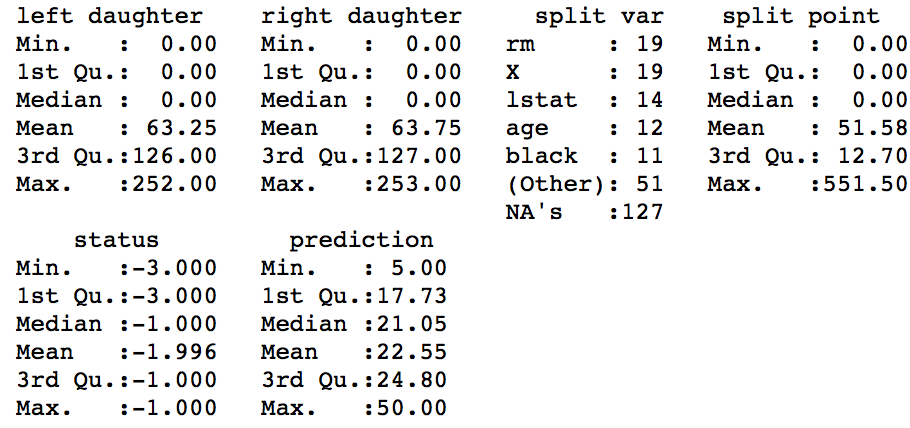 left daughter   right daughter     split var    split point
Min.   :  0.00   Min.   :  0.00   rm     : 19   Min.   :  0.00
1st Qu.:  0.00   1st Qu.:  0.00   X      : 19   1st Qu.:  0.00
Median :  0.00   Median :  0.00   lstat  : 14   Median :  0.00
Mean   : 63.25   Mean   : 63.75   age    : 12   Mean   : 51.58
3rd Qu.:126.00   3rd Qu.:127.00   black  : 11   3rd Qu.: 12.70
Max.   :252.00   Max.   :253.00   (Other): 51   Max.   :551.50
NA's   :127
status   prediction
Min.   :-3.000   Min.   : 5.00
1st Qu.:-3.000   1st Qu.:17.73
Median :-1.000   Median :21.05
Mean   :-1.996   Mean   :22.55
3rd Qu.:-1.000   3rd Qu.:24.80
Max.   :-1.000   Max.   :50.00